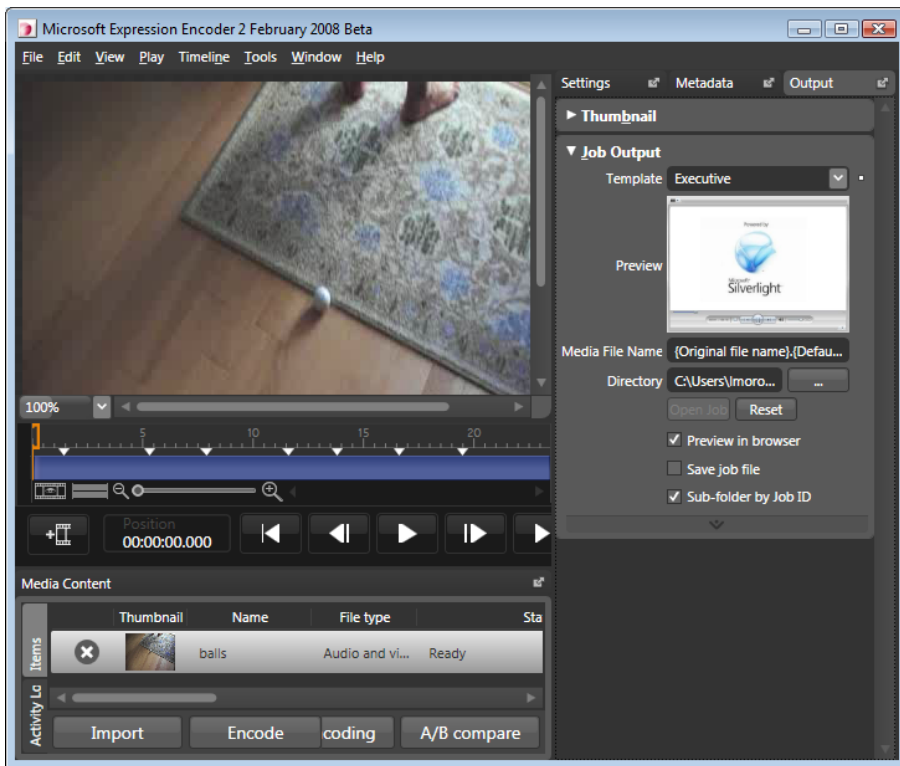 Microsoft Expression Encoder 2 February 2008 Beta
File Edit View Play Timeline Tools Window Help
Settings Metadata Output
Thumbnail
Job Output
Template Executive
Preview
Powered by
Microsoft
Silverlight
Media File Name {Original file name}.{Defau...
Directory C:\Users\lmoro... ...
Open Job Reset
Preview in browser
Save job file
Sub-folder by Job ID
100%
5 10 15 20
Position
00:00:00.000
Media Content
Items
Activity Lo
Thumbnail Name File type Sta
balls Audio and vi... Ready
Import Encode coding A/B compare